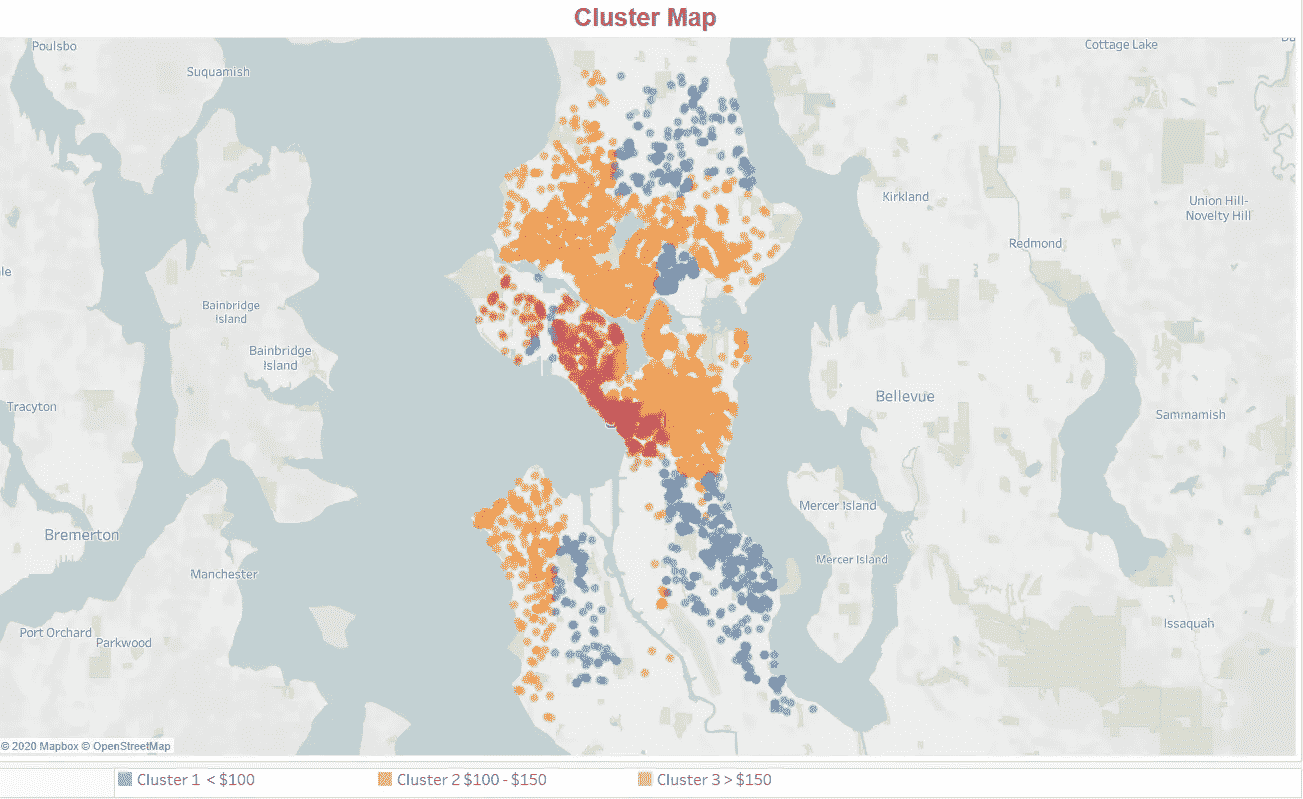 Cluster Map
Poulsbo
Suquamish
Cottage Lake
Kirkland
Union Hill-
Novelty Hill
Redmond
Bainbridge
Island
Bainbridge
Island
Tracyton
Bellevue
Sammamish
Bremerton
Mercer Island
Mercer Island
Manchester
Port Orchard
Parkwood
Issaquah
© 2020 Mapbox © OpenStreetMap
Cluster 1 < $100
Cluster 2 $100 - $150
Cluster 3 > $150